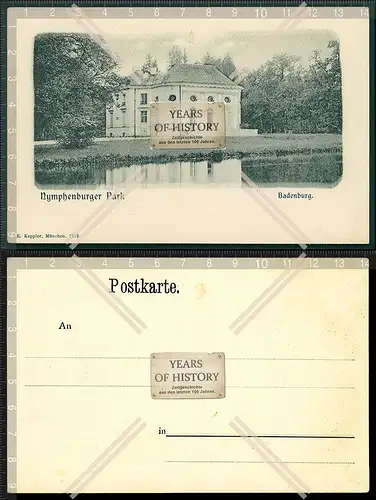 YEARS
OF HISTORY
Zeitgeschichte
aus den letzten 100 Jahren.
Nymphenburger Park
Badenburg.
E. Keppler, München.
Postkarte.
An
YEARS
OF HISTORY
Zeitgeschichte
aus den letzten 100 Jahren.
in